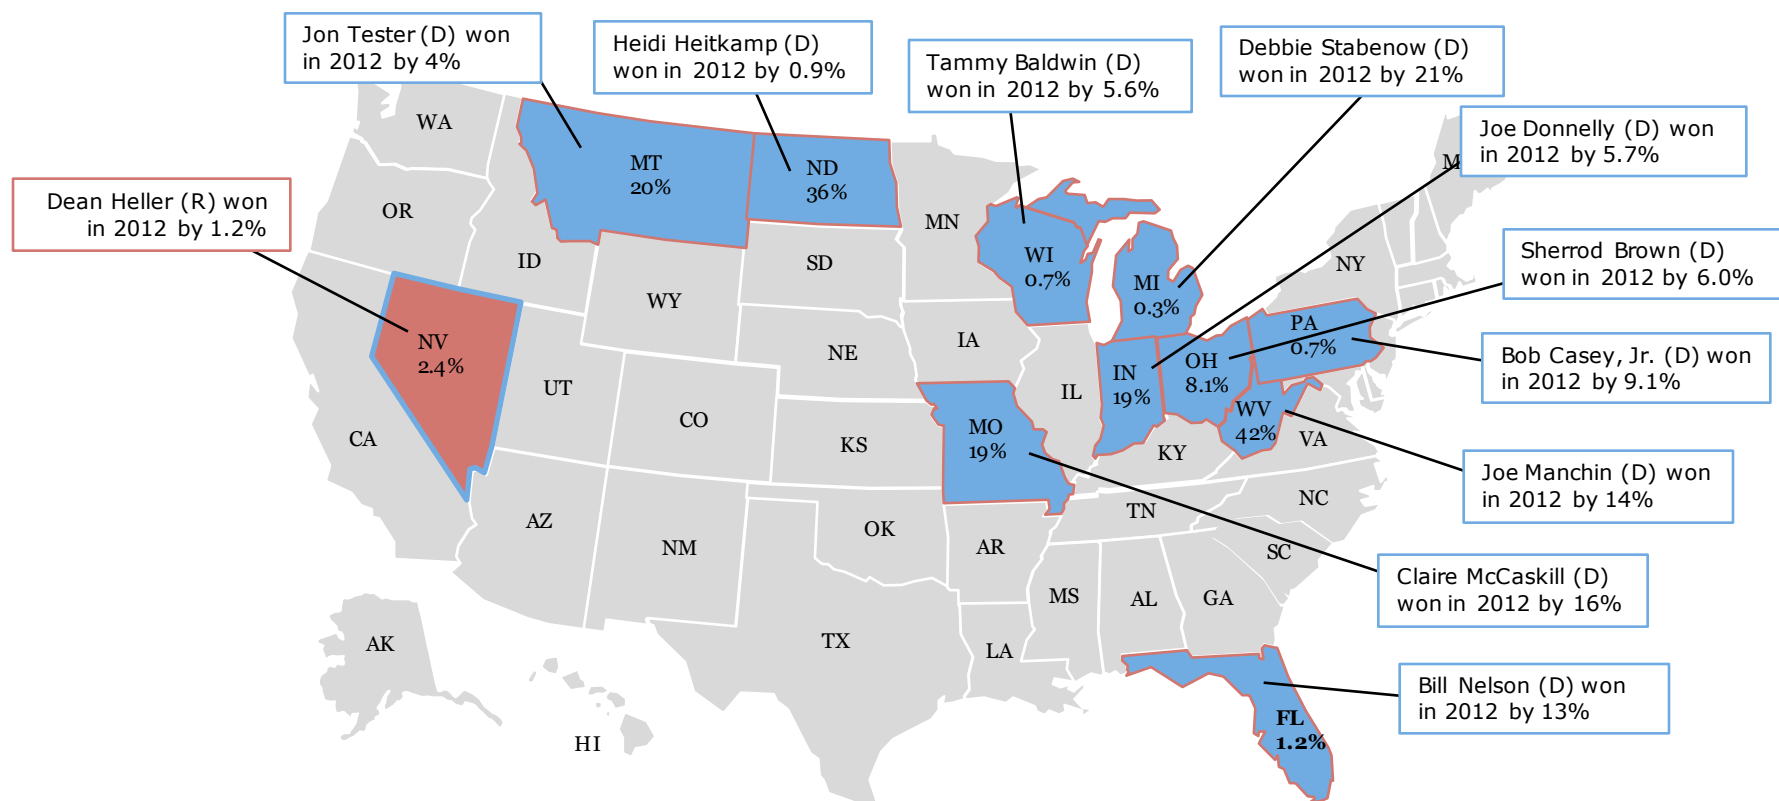 Jon Tester (D) won
in 2012 by 4%
Heidi Heitkamp (D)
won in 2012 by 0.9%
Tammy Baldwin (D)
won in 2012 by 5.6%
Debbie Stabenow (D)
won in 2012 by 21%
Joe Donnelly (D) won
in 2012 by 5.7%
Dean Heller (R) won
in 2012 by 1.2%
Sherrod Brown (D)
won in 2012 by 6.0%
Bob Casey, Jr. (D) won
in 2012 by 9.1%
Joe Manchin (D) won
in 2012 by 14%
Claire McCaskill (D)
won in 2012 by 16%
Bill Nelson (D) won
in 2012 by 13%
WA
OR
ID
MT
20%
ND
36%
MN
SD
WY
WI
0.7%
MI
0.3%
NY
NV
2.4%
UT
NE
IA
IL
IN
19%
OH
8.1%
PA
0.7%
WV
42%
VA
CA
CO
KS
MO
19%
KY
NC
AZ
NM
OK
AR
TN
SC
TX
LA
MS
AL
GA
FL
1.2%
AK
HI